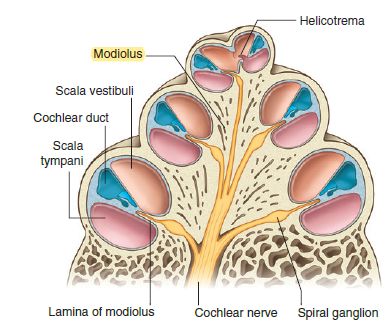 Helicotrema
Modiolus
Scala vestibuli
Cochlear duct
Scala
tympani
Lamina of modiolus
Cochlear nerve
Spiral ganglion